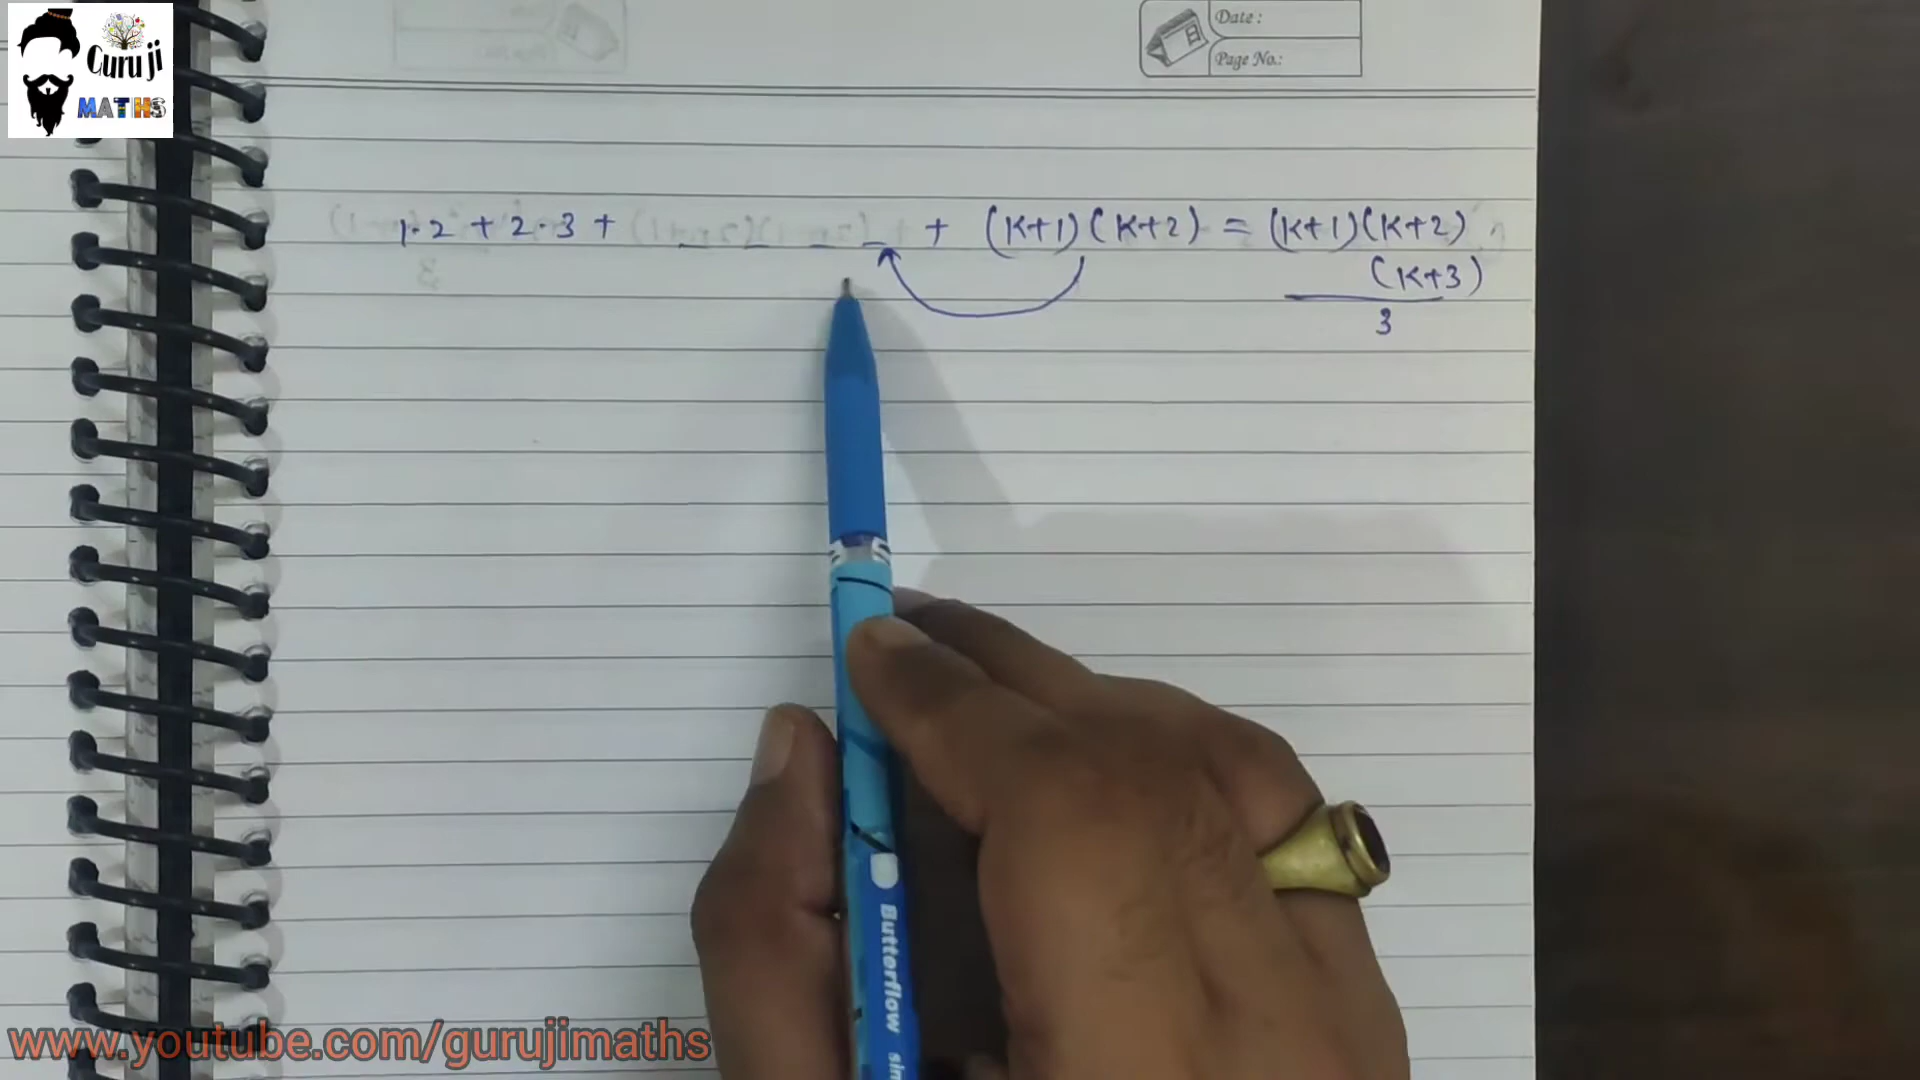 Guru ji
MATHS
Date :
Page No.:
1·2 + 2·3 + _ _ _ _ + (k+1)(k+2) = (k+1)(k+2)
(k+3)
3
Butterflow
www.youtube.com/gurujimaths